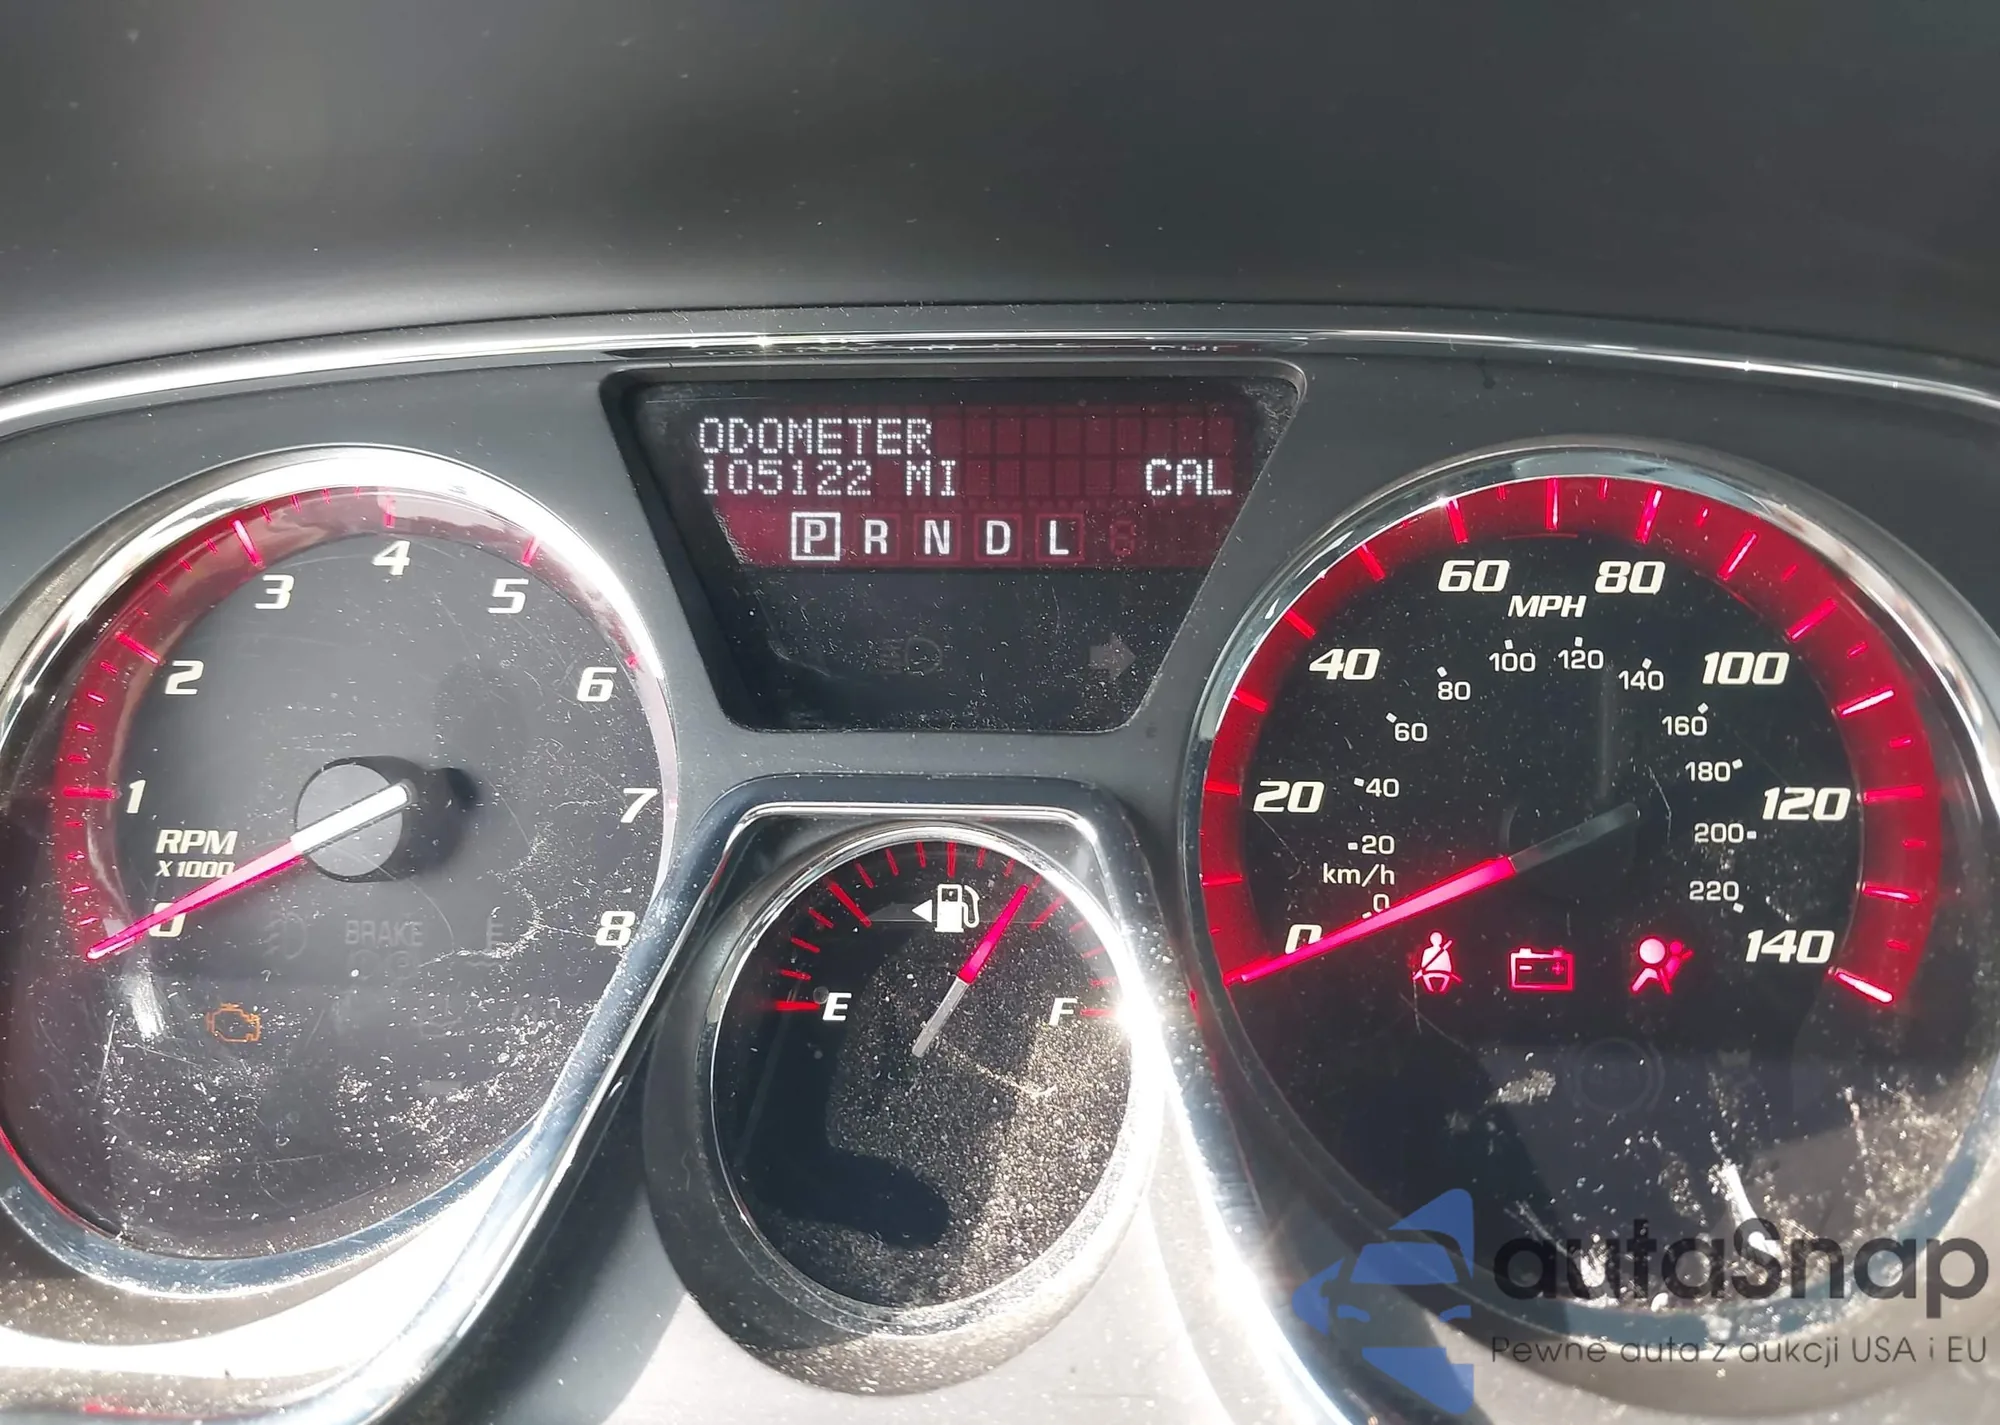 ODOMETER
105122 MI CAL
P R N D L
0 1 2 3 4 5 6 7 8
RPM
X 1000
BRAKE
E F
0 20 40 60 80 100 120 140
MPH
0 20 40 60 80 100 120 140 160 180 200 220
km/h
autaSnap
Pewne auta z aukcji USA i EU